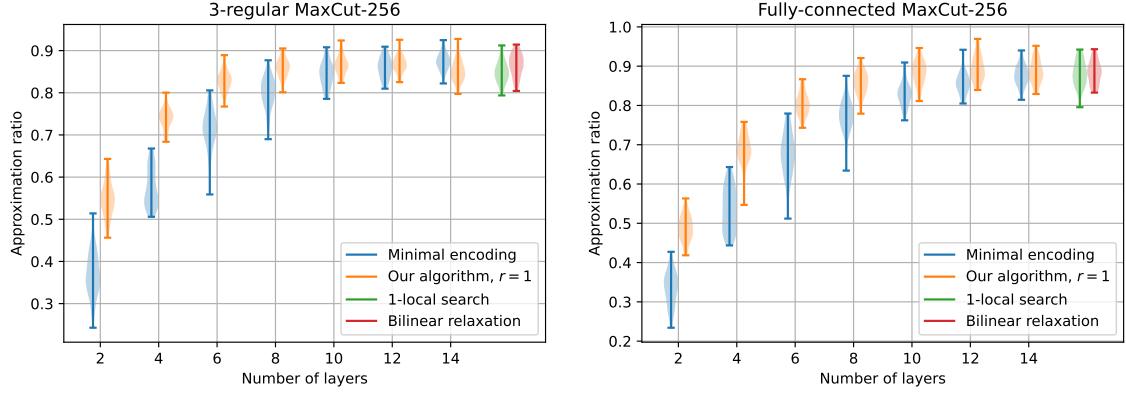 3-regular MaxCut-256
Approximation ratio
0.9
0.8
0.7
0.6
0.5
0.4
0.3
2 4 6 8 10 12 14
Number of layers
Minimal encoding
Our algorithm, r = 1
1-local search
Bilinear relaxation
Fully-connected MaxCut-256
Approximation ratio
1.0
0.9
0.8
0.7
0.6
0.5
0.4
0.3
0.2
2 4 6 8 10 12 14
Number of layers
Minimal encoding
Our algorithm, r = 1
1-local search
Bilinear relaxation